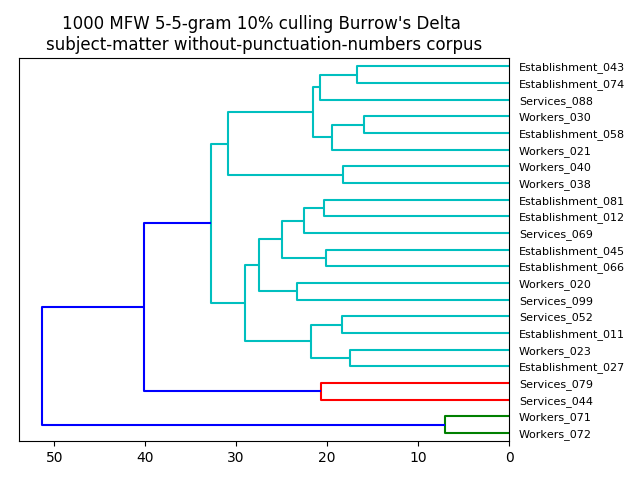 1000 MFW 5-5-gram 10% culling Burrow's Delta
subject-matter without-punctuation-numbers corpus
Establishment_043
Establishment_074
Services_088
Workers_030
Establishment_058
Workers_021
Workers_040
Workers_038
Establishment_081
Establishment_012
Services_069
Establishment_045
Establishment_066
Workers_020
Services_099
Services_052
Establishment_011
Workers_023
Establishment_027
Services_079
Services_044
Workers_071
Workers_072
50 40 30 20 10 0